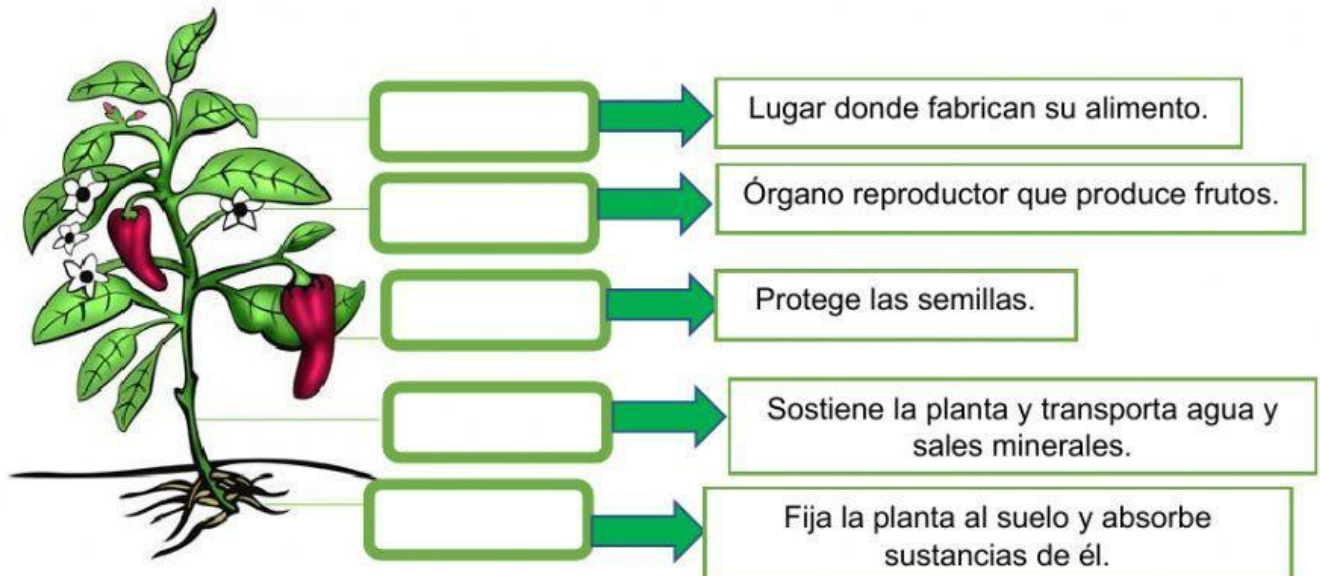 Lugar donde fabrican su alimento.
Órgano reproductor que produce frutos.
Protege las semillas.
Sostiene la planta y transporta agua y
sales minerales.
Fija la planta al suelo y absorbe
sustancias de él.